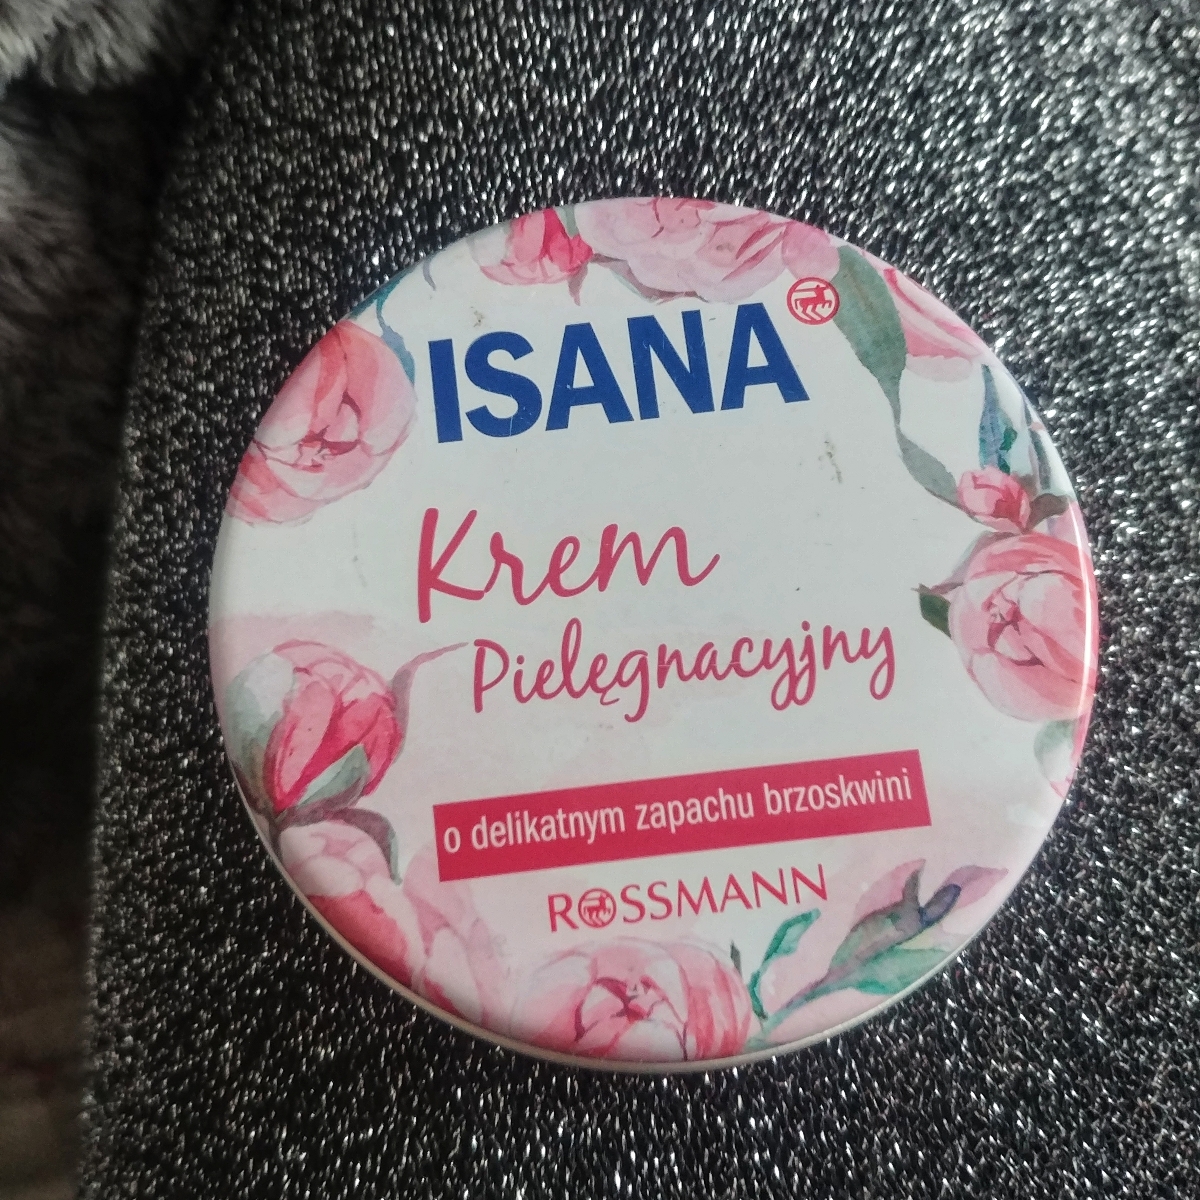 ISANA
Krem
Pielęgnacyjny
o delikatnym zapachu brzoskwini
ROSSMANN